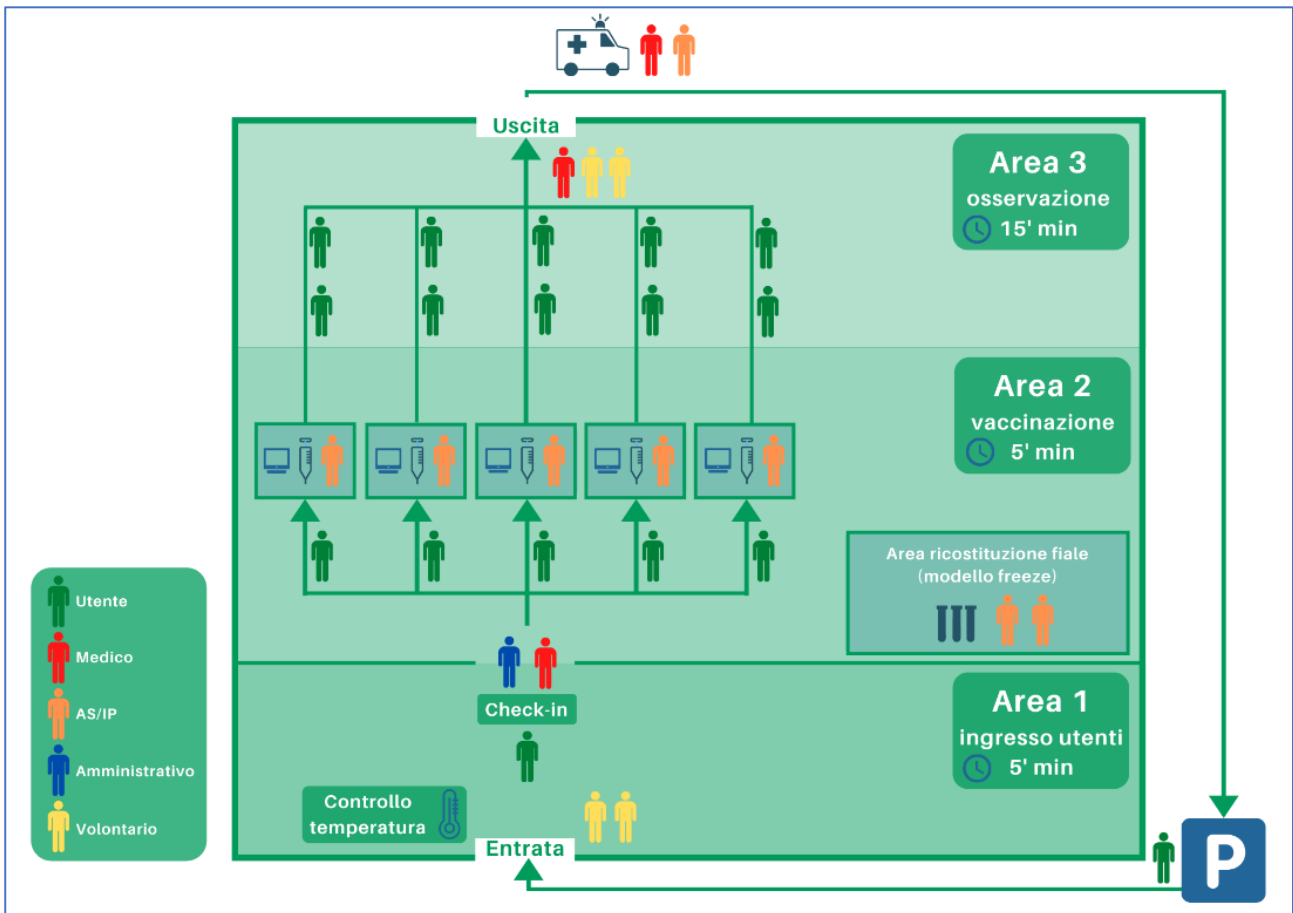 Uscita
Area 3
osservazione
15' min
Area 2
vaccinazione
5' min
Area ricostituzione fiale
(modello freeze)
Utente
Medico
AS/IP
Amministrativo
Volontario
Check-in
Area 1
ingresso utenti
5' min
Controllo
temperatura
Entrata
P